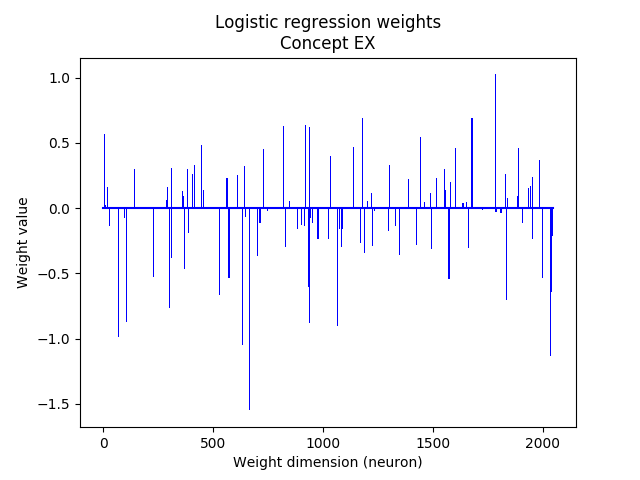 Logistic regression weights
Concept EX
1.0
0.5
0.0
−0.5
−1.0
−1.5
Weight value
0
500
1000
1500
2000
Weight dimension (neuron)